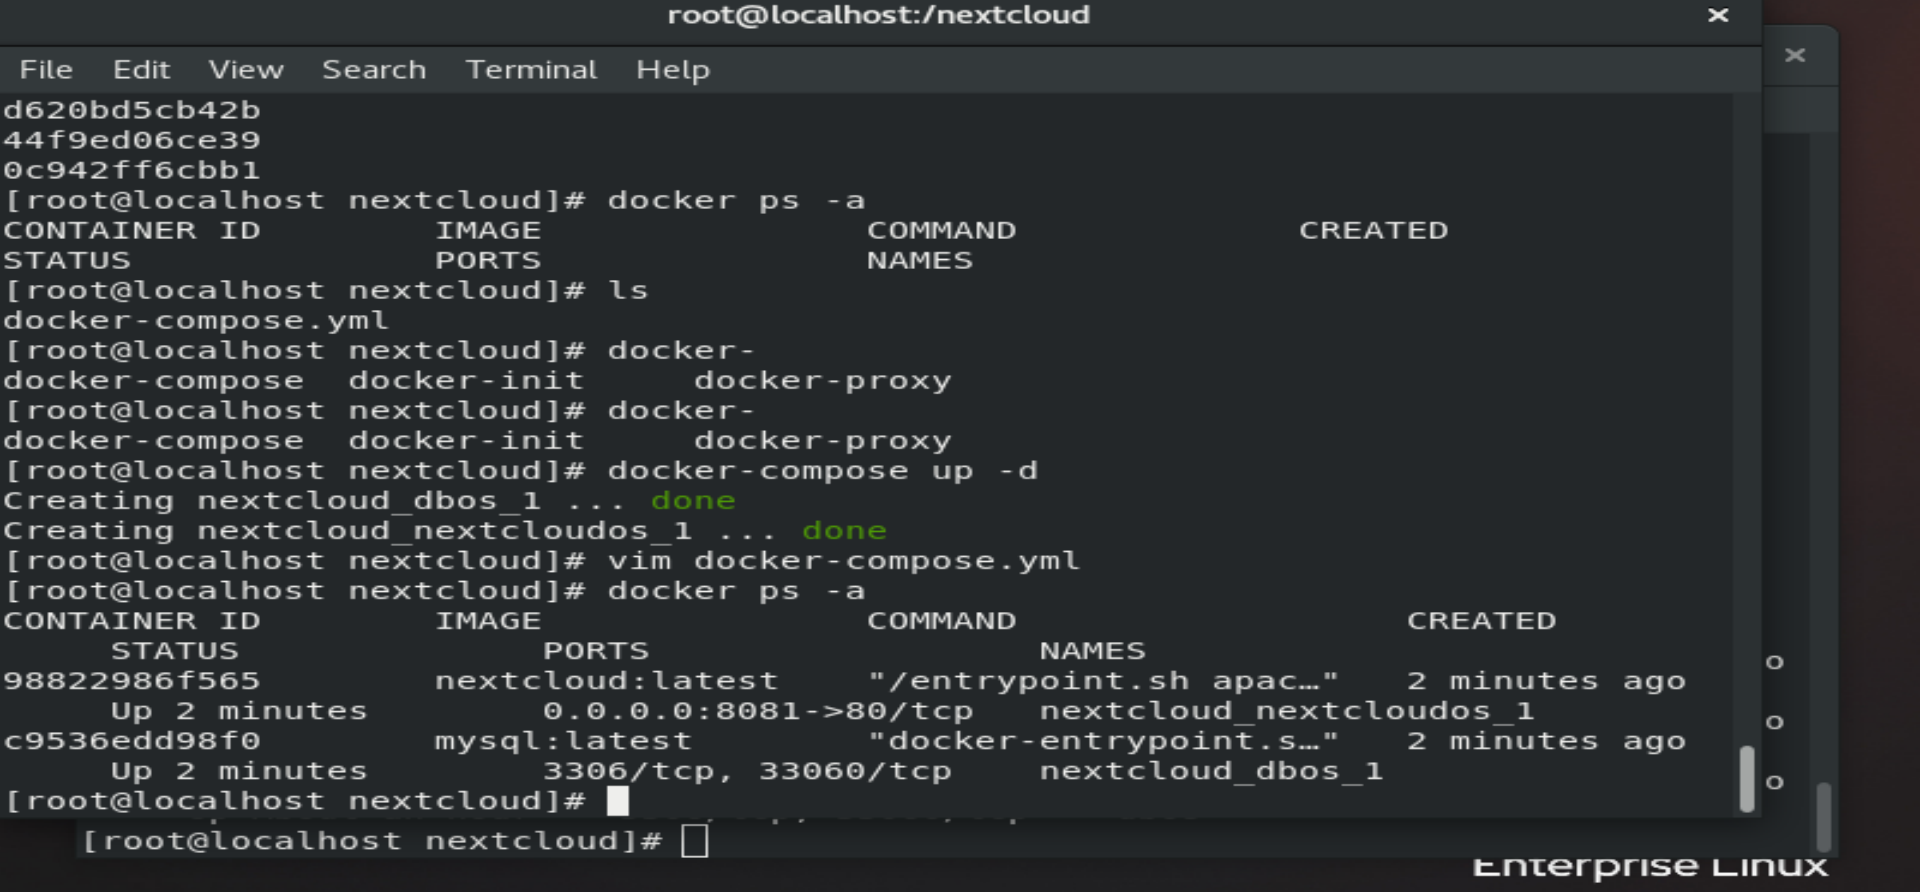 root@localhost:/nextcloud ×
×
File Edit View Search Terminal Help
d620bd5cb42b
44f9ed06ce39
0c942ff6cbb1
[root@localhost nextcloud]# docker ps -a
CONTAINER ID IMAGE COMMAND CREATED
STATUS PORTS NAMES
[root@localhost nextcloud]# ls
docker-compose.yml
[root@localhost nextcloud]# docker-
docker-compose docker-init docker-proxy
[root@localhost nextcloud]# docker-
docker-compose docker-init docker-proxy
[root@localhost nextcloud]# docker-compose up -d
Creating nextcloud_dbos_1 ... done
Creating nextcloud_nextcloudos_1 ... done
[root@localhost nextcloud]# vim docker-compose.yml
[root@localhost nextcloud]# docker ps -a
CONTAINER ID IMAGE COMMAND CREATED
STATUS PORTS NAMES
98822986f565 nextcloud:latest "/entrypoint.sh apac…" 2 minutes ago
Up 2 minutes 0.0.0.0:8081->80/tcp nextcloud_nextcloudos_1
c9536edd98f0 mysql:latest "docker-entrypoint.s…" 2 minutes ago
Up 2 minutes 3306/tcp, 33060/tcp nextcloud_dbos_1
[root@localhost nextcloud]#
o
o
o
[root@localhost nextcloud]#
Enterprise Linux